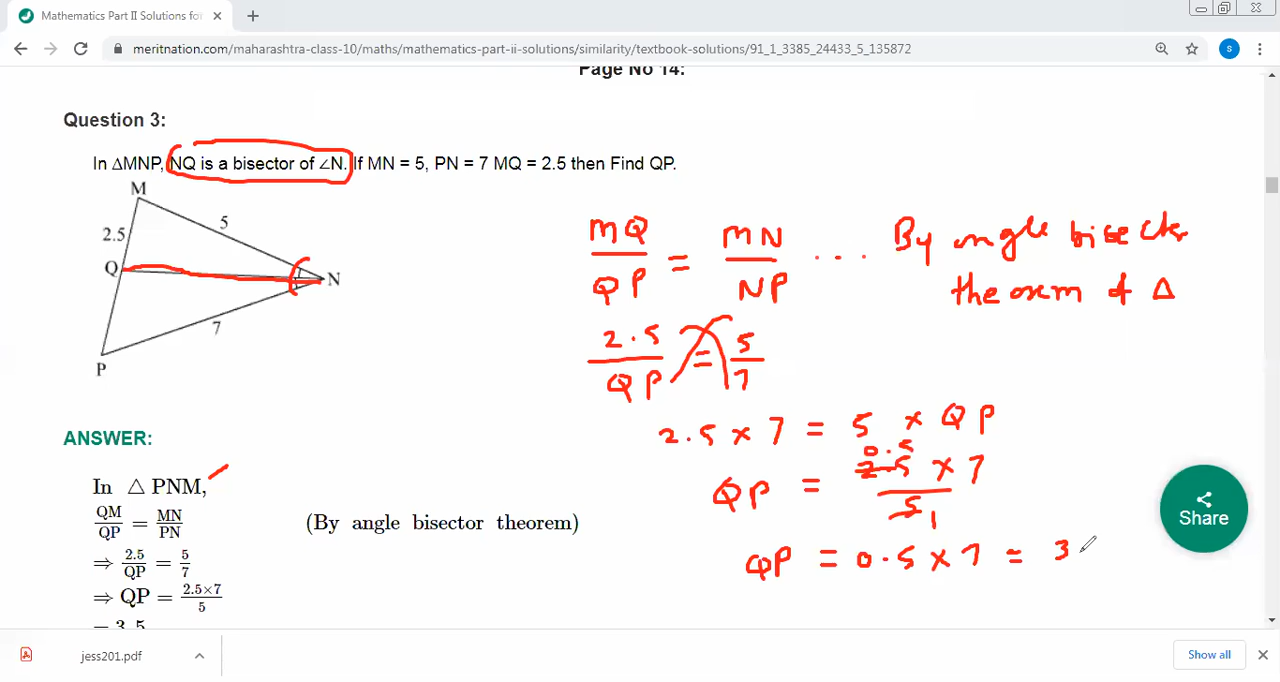 Mathematics Part II Solutions for
meritnation.com/maharashtra-class-10/maths/mathematics-part-ii-solutions/similarity/textbook-solutions/91_1_3385_24433_5_135872
S
Page No 14:
Question 3:
In ΔMNP, NQ is a bisector of ∠N. If MN = 5, PN = 7 MQ = 2.5 then Find QP.
M
5
2.5
Q
N
7
P
MQ/QP = MN/NP ... By angle bisector
theorem of Δ
2.5/QP = 5/7
2.5 × 7 = 5 × QP
0.5
QP = 2.5 × 7/5
1
QP = 0.5 × 7 = 3
ANSWER:
In △ PNM,
QM/QP = MN/PN (By angle bisector theorem)
⇒ 2.5/QP = 5/7
⇒ QP = 2.5×7/5
= 3.5
Share
jess201.pdf
Show all